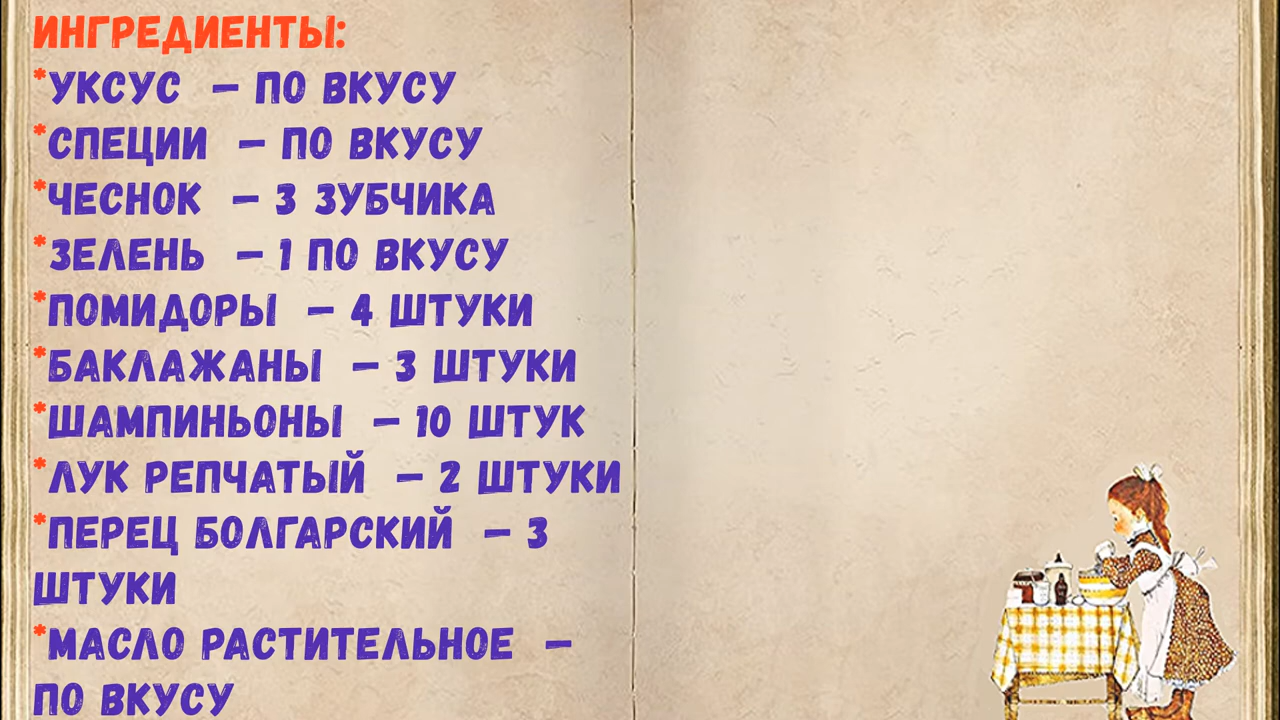 ИНГРЕДИЕНТЫ:
*УКСУС – ПО ВКУСУ
*СПЕЦИИ – ПО ВКУСУ
*ЧЕСНОК – 3 ЗУБЧИКА
*ЗЕЛЕНЬ – 1 ПО ВКУСУ
*ПОМИДОРЫ – 4 ШТУКИ
*БАКЛАЖАНЫ – 3 ШТУКИ
*ШАМПИНЬОНЫ – 10 ШТУК
*ЛУК РЕПЧАТЫЙ – 2 ШТУКИ
*ПЕРЕЦ БОЛГАРСКИЙ – 3
ШТУКИ
*МАСЛО РАСТИТЕЛЬНОЕ –
ПО ВКУСУ